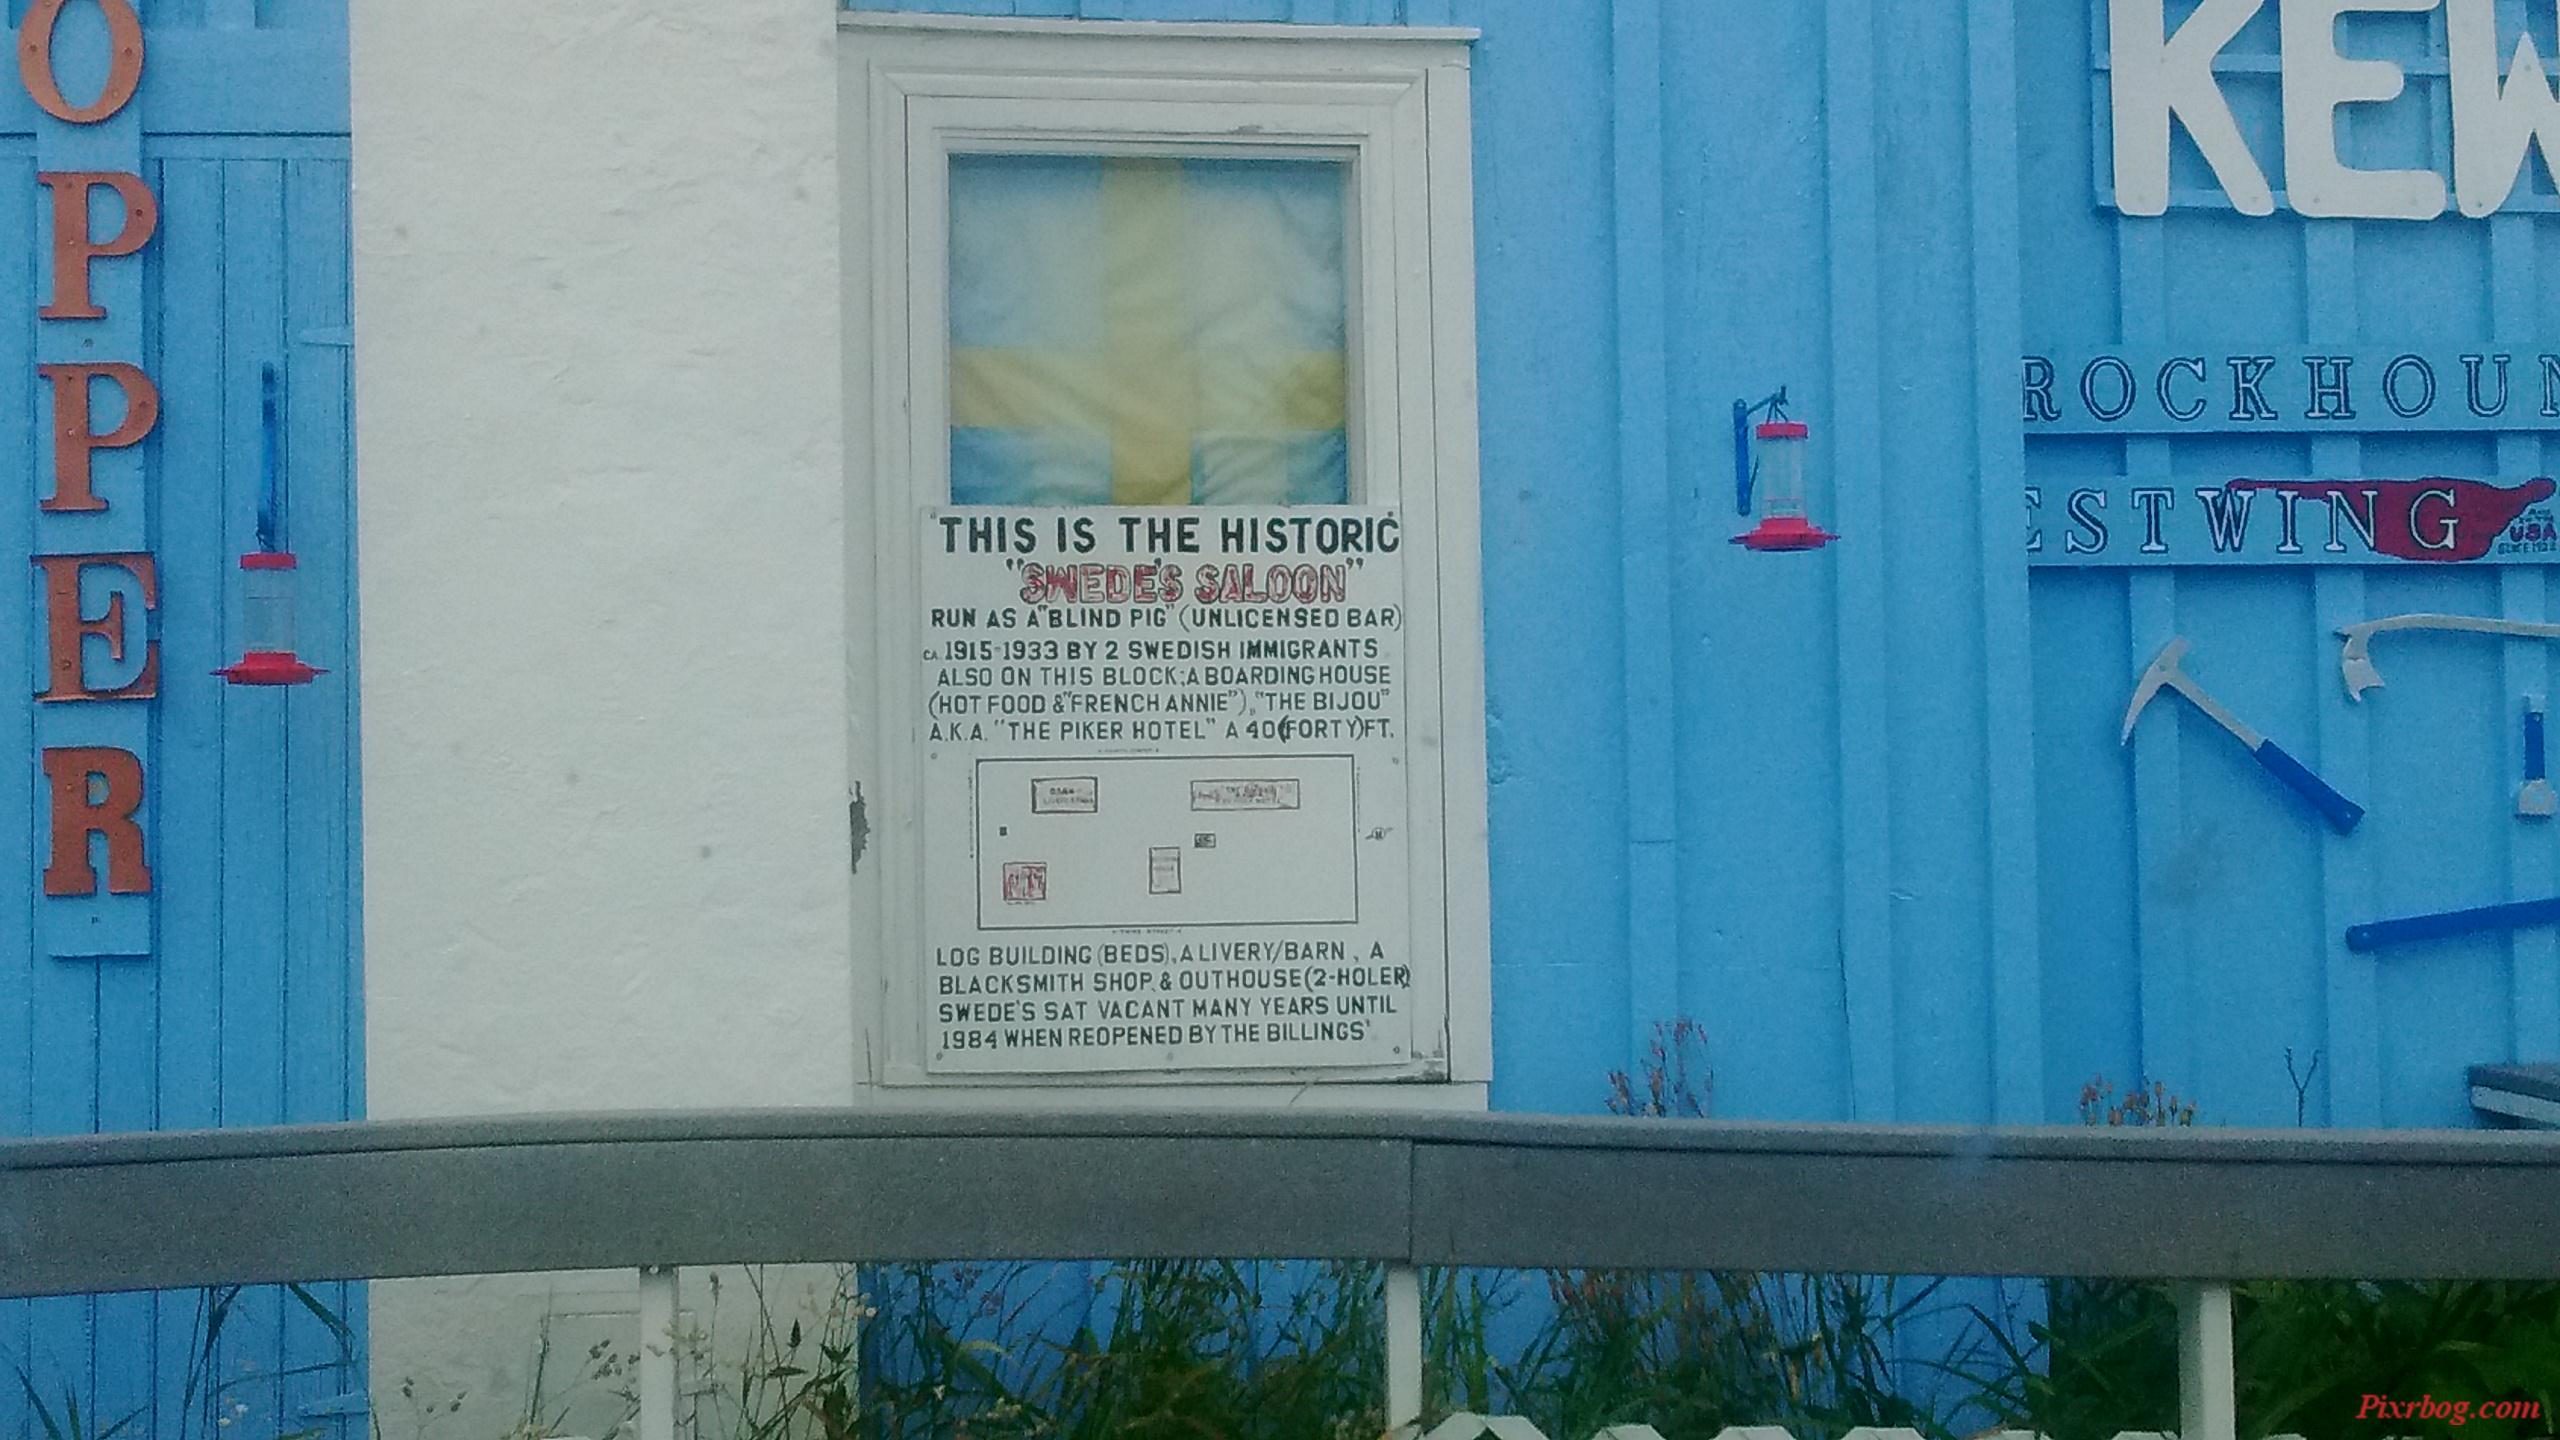 OPPER
THIS IS THE HISTORIC
"SWEDE'S SALOON"
RUN AS A "BLIND PIG" (UNLICENSED BAR)
CA. 1915-1933 BY 2 SWEDISH IMMIGRANTS
ALSO ON THIS BLOCK; A BOARDING HOUSE
(HOT FOOD & "FRENCH ANNIE"), "THE BIJOU"
A.K.A. "THE PIKER HOTEL" A 40 (FORTY) FT.
LOG BUILDING (BEDS), A LIVERY/BARN, A
BLACKSMITH SHOP, & OUTHOUSE (2-HOLER)
SWEDE'S SAT VACANT MANY YEARS UNTIL
1984 WHEN REOPENED BY THE BILLINGS'
KEW
ROCKHOUN
ESTWING
USA
Pixrbog.com